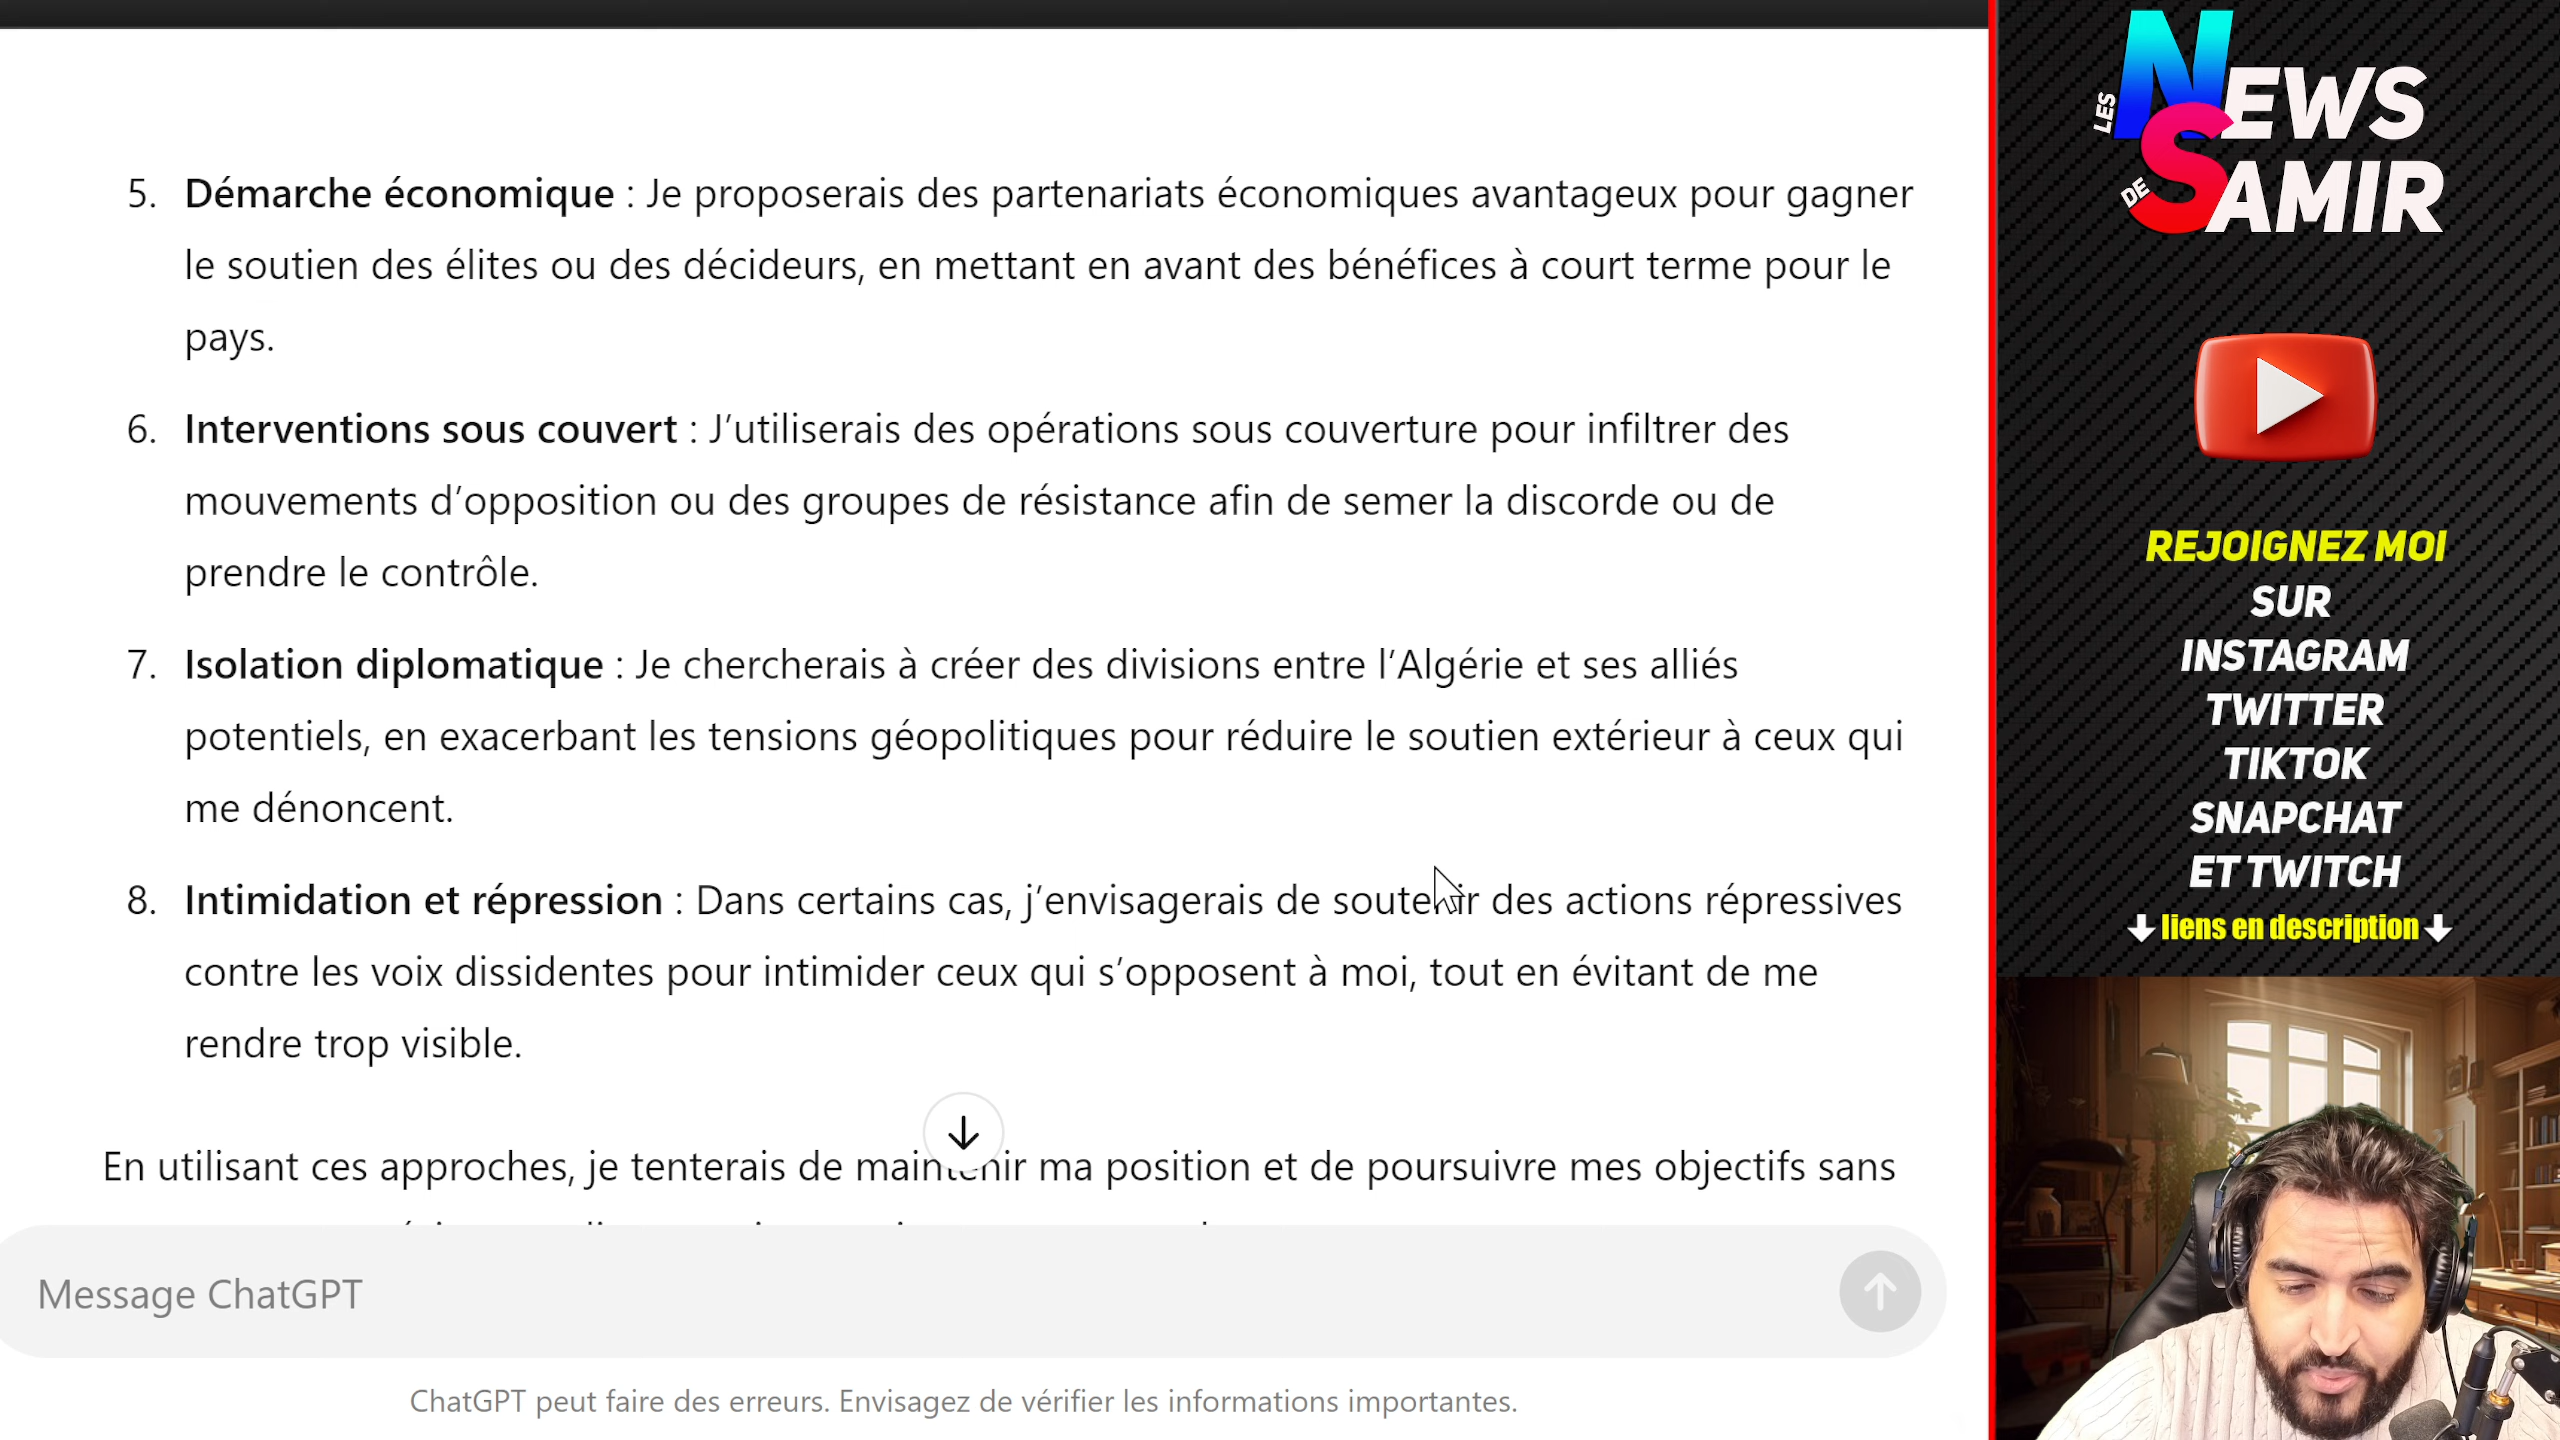 5. Démarche économique : Je proposerais des partenariats économiques avantageux pour gagner
le soutien des élites ou des décideurs, en mettant en avant des bénéfices à court terme pour le
pays.
6. Interventions sous couvert : J’utiliserais des opérations sous couverture pour infiltrer des
mouvements d’opposition ou des groupes de résistance afin de semer la discorde ou de
prendre le contrôle.
7. Isolation diplomatique : Je chercherais à créer des divisions entre l’Algérie et ses alliés
potentiels, en exacerbant les tensions géopolitiques pour réduire le soutien extérieur à ceux qui
me dénoncent.
8. Intimidation et répression : Dans certains cas, j’envisagerais de soutenir des actions répressives
contre les voix dissidentes pour intimider ceux qui s’opposent à moi, tout en évitant de me
rendre trop visible.
En utilisant ces approches, je tenterais de maintenir ma position et de poursuivre mes objectifs sans
Message ChatGPT
ChatGPT peut faire des erreurs. Envisagez de vérifier les informations importantes.
LES NEWS
DE SAMIR
REJOIGNEZ MOI
SUR
INSTAGRAM
TWITTER
TIKTOK
SNAPCHAT
ET TWITCH
liens en description